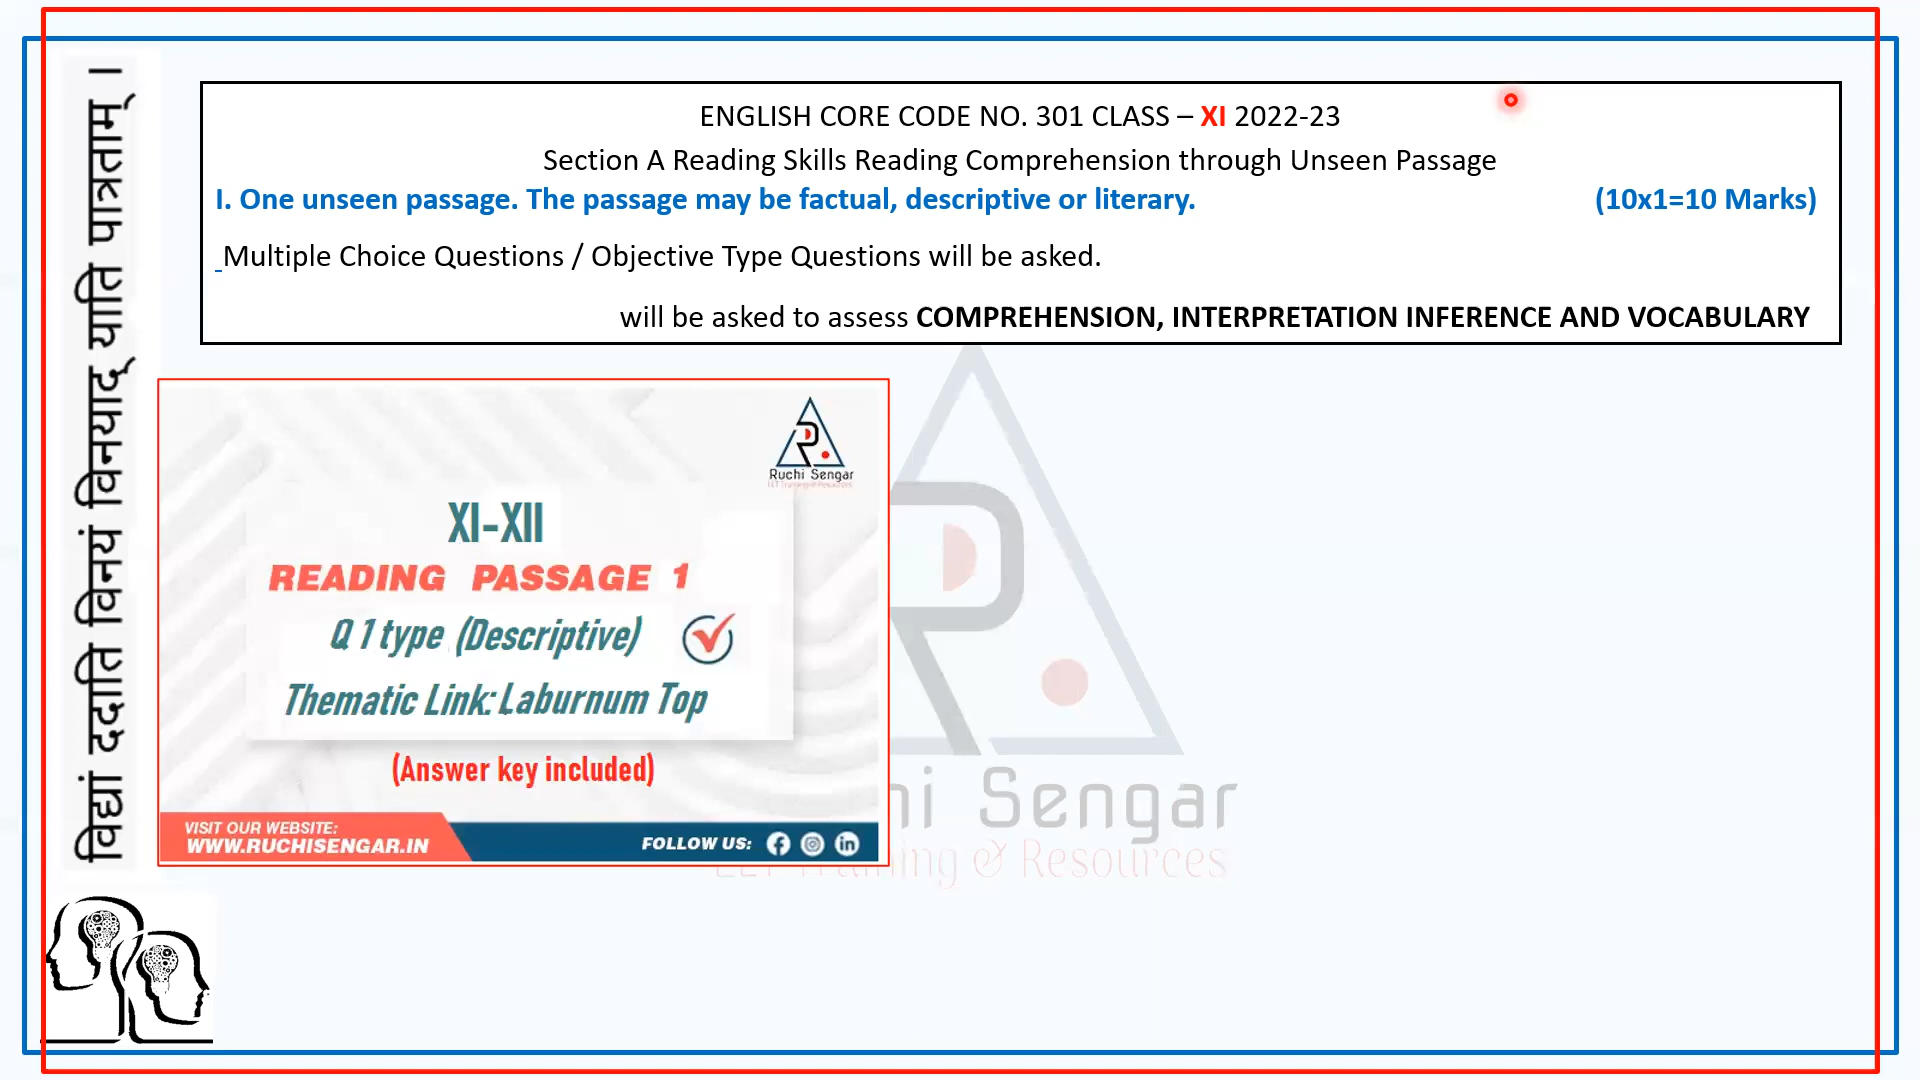 विद्यां ददाति विनयं विनयाद् याति पात्रताम् ।
ENGLISH CORE CODE NO. 301 CLASS – XI 2022-23
Section A Reading Skills Reading Comprehension through Unseen Passage
I. One unseen passage. The passage may be factual, descriptive or literary. (10x1=10 Marks)
Multiple Choice Questions / Objective Type Questions will be asked.
will be asked to assess COMPREHENSION, INTERPRETATION INFERENCE AND VOCABULARY
Ruchi Sengar
XI-XII
READING PASSAGE 1
Q 1 type (Descriptive)
Thematic Link: Laburnum Top
(Answer key included)
VISIT OUR WEBSITE:
WWW.RUCHISENGAR.IN
FOLLOW US:
hi Sengar
& Resources